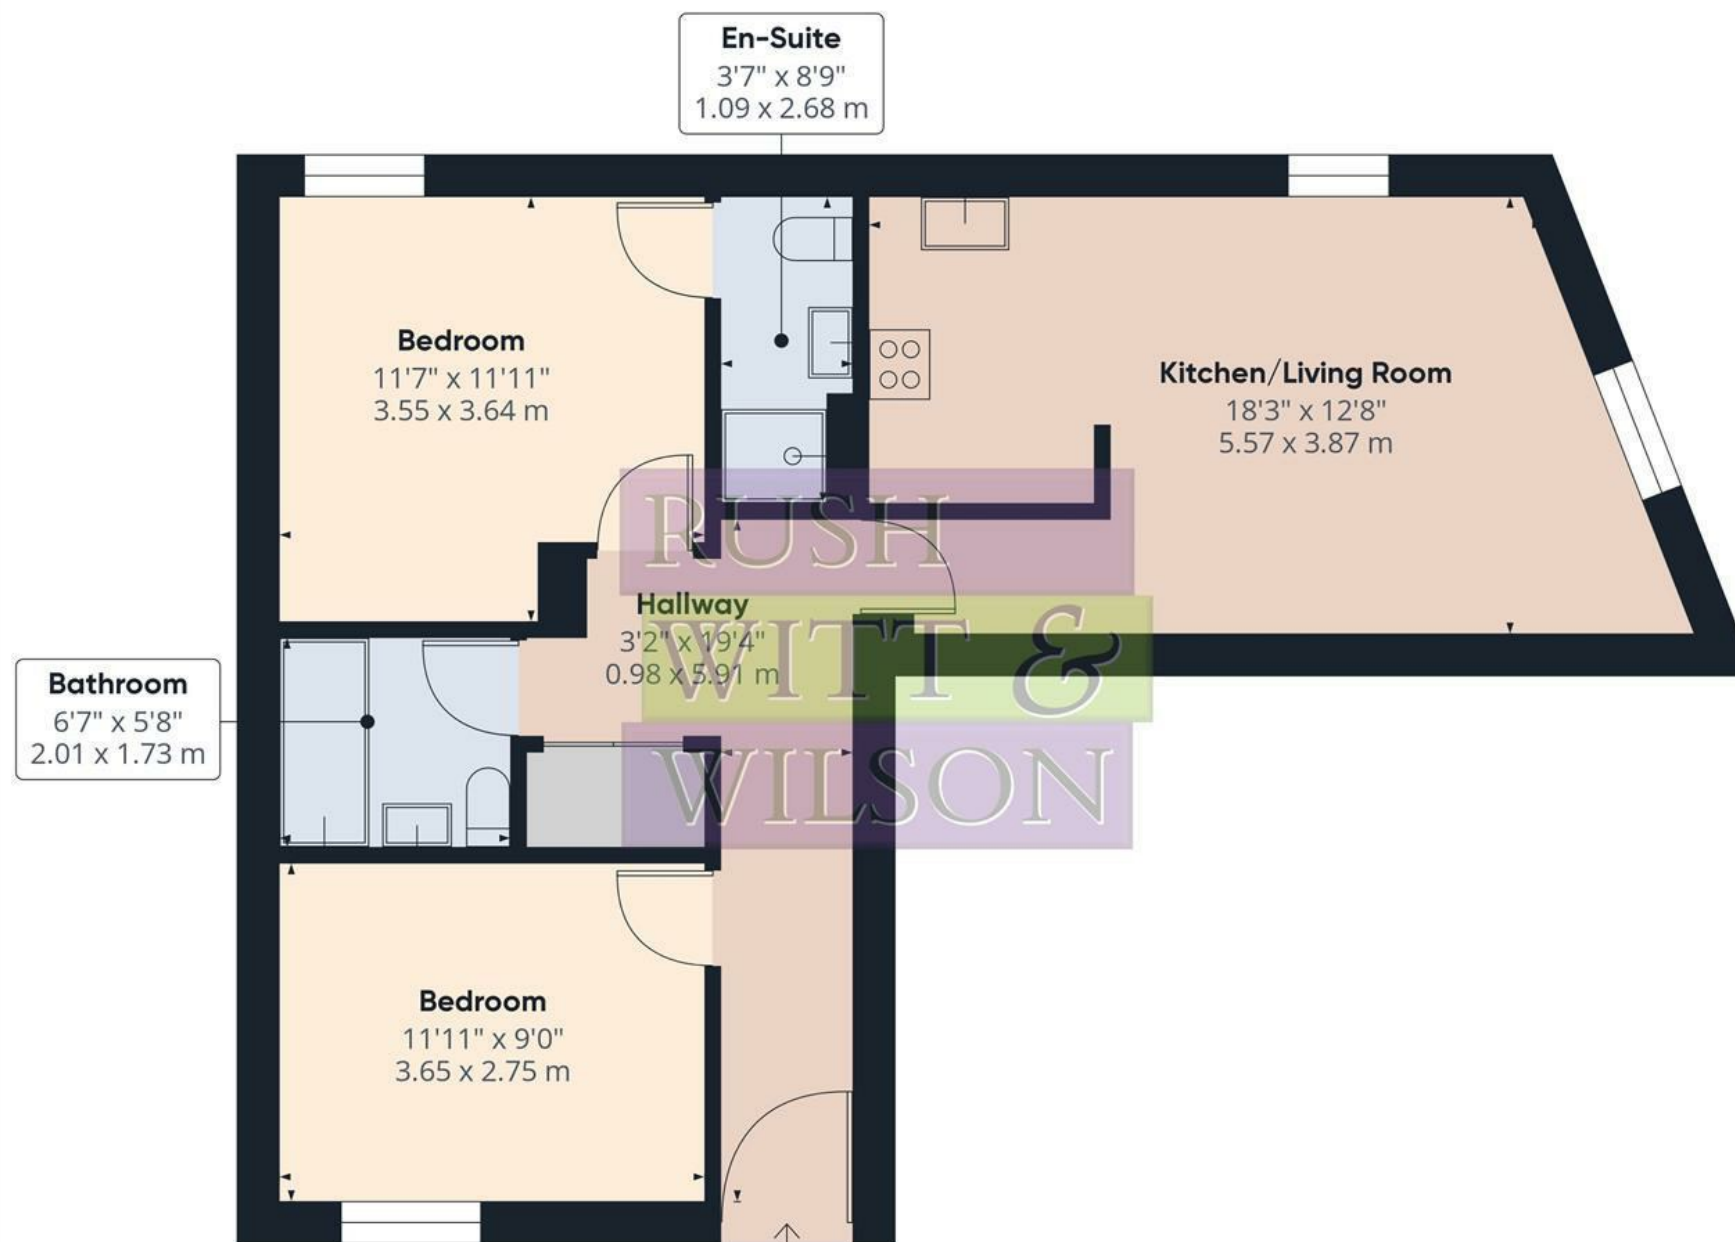 En-Suite
3'7" x 8'9"
1.09 x 2.68 m
Bedroom
11'7" x 11'11"
3.55 x 3.64 m
Kitchen/Living Room
18'3" x 12'8"
5.57 x 3.87 m
RUSH
WITT &
WILSON
Hallway
3'2" x 19'4"
0.98 x 5.91 m
Bathroom
6'7" x 5'8"
2.01 x 1.73 m
Bedroom
11'11" x 9'0"
3.65 x 2.75 m